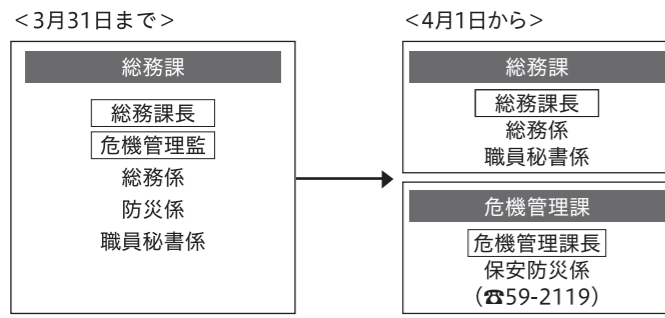 <3月31日まで>
総務課
総務課長
危機管理監
総務係
防災係
職員秘書係
<4月1日から>
総務課
総務課長
総務係
職員秘書係
危機管理課
危機管理課長
保安防災係
(☎59-2119)